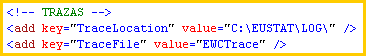 <!-- TRAZAS -->
<add key="TraceLocation" value="C:\EUSTAT\LOG\" />
<add key="TraceFile" value="EWCTrace" />